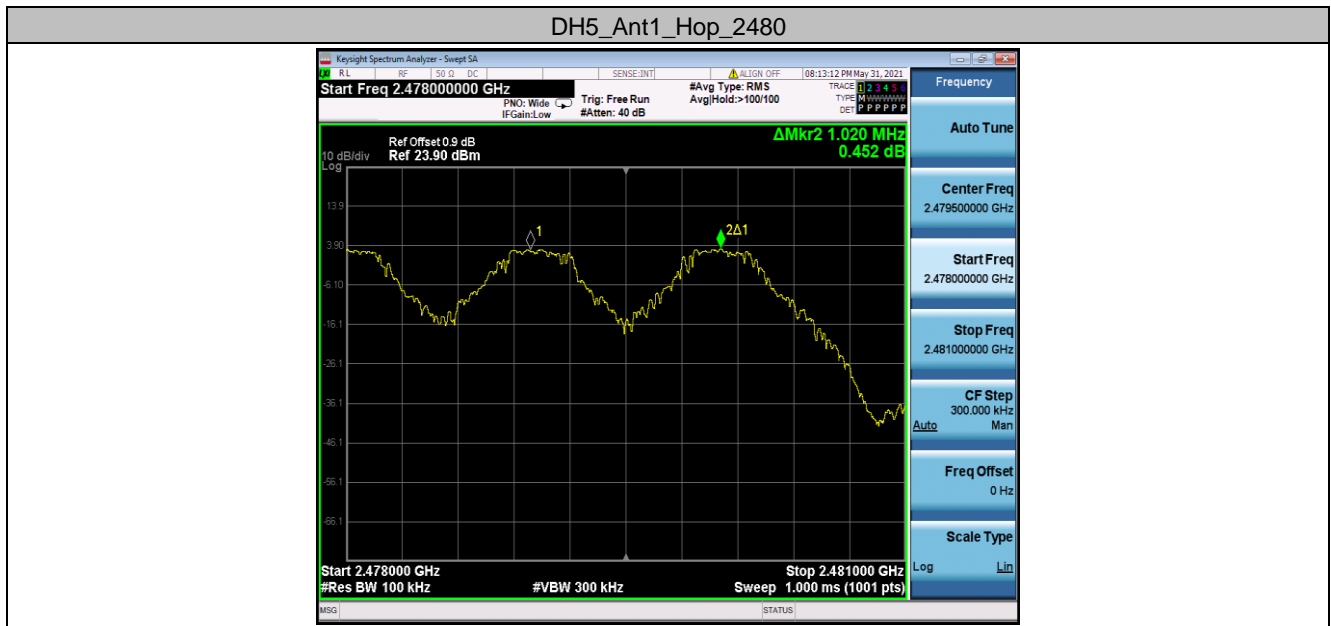 DH5_Ant1_Hop_2480
Keysight Spectrum Analyzer - Swept SA
RL RF 50 Ω DC SENSE:INT ALIGN OFF 08:13:12 PM May 31, 2021
Start Freq 2.478000000 GHz
PNO: Wide
IFGain:Low
Trig: Free Run
#Atten: 40 dB
#Avg Type: RMS
Avg|Hold:>100/100
TRACE 1 2 3 4 5 6
TYPE M WWWWW
DET P P P P P P
Frequency
ΔMkr2 1.020 MHz
0.452 dB
Ref Offset 0.9 dB
10 dB/div Ref 23.90 dBm
Log
13.9
3.90
-6.10
-16.1
-26.1
-36.1
-46.1
-56.1
-66.1
1
2Δ1
Start 2.478000 GHz Stop 2.481000 GHz
#Res BW 100 kHz #VBW 300 kHz Sweep 1.000 ms (1001 pts)
Auto Tune
Center Freq
2.479500000 GHz
Start Freq
2.478000000 GHz
Stop Freq
2.481000000 GHz
CF Step
300.000 kHz
Auto Man
Freq Offset
0 Hz
Scale Type
Log Lin
MSG STATUS